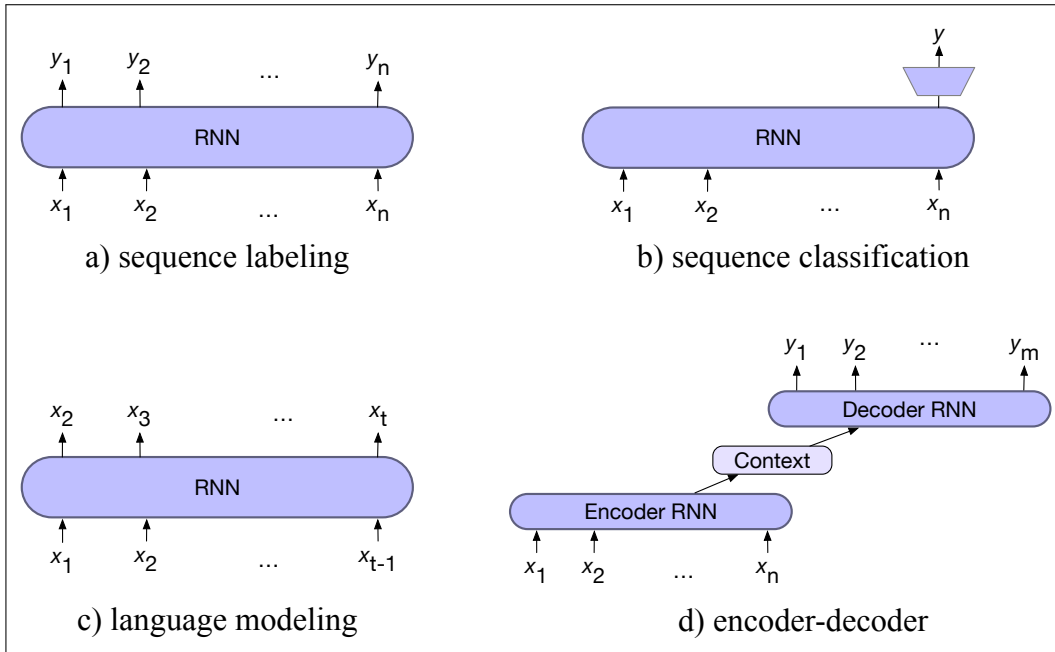 y1 y2 ... yn
RNN
x1 x2 ... xn
a) sequence labeling
y
RNN
x1 x2 ... xn
b) sequence classification
x2 x3 ... xt
RNN
x1 x2 ... xt-1
c) language modeling
y1 y2 ... ym
Decoder RNN
Context
Encoder RNN
x1 x2 ... xn
d) encoder-decoder